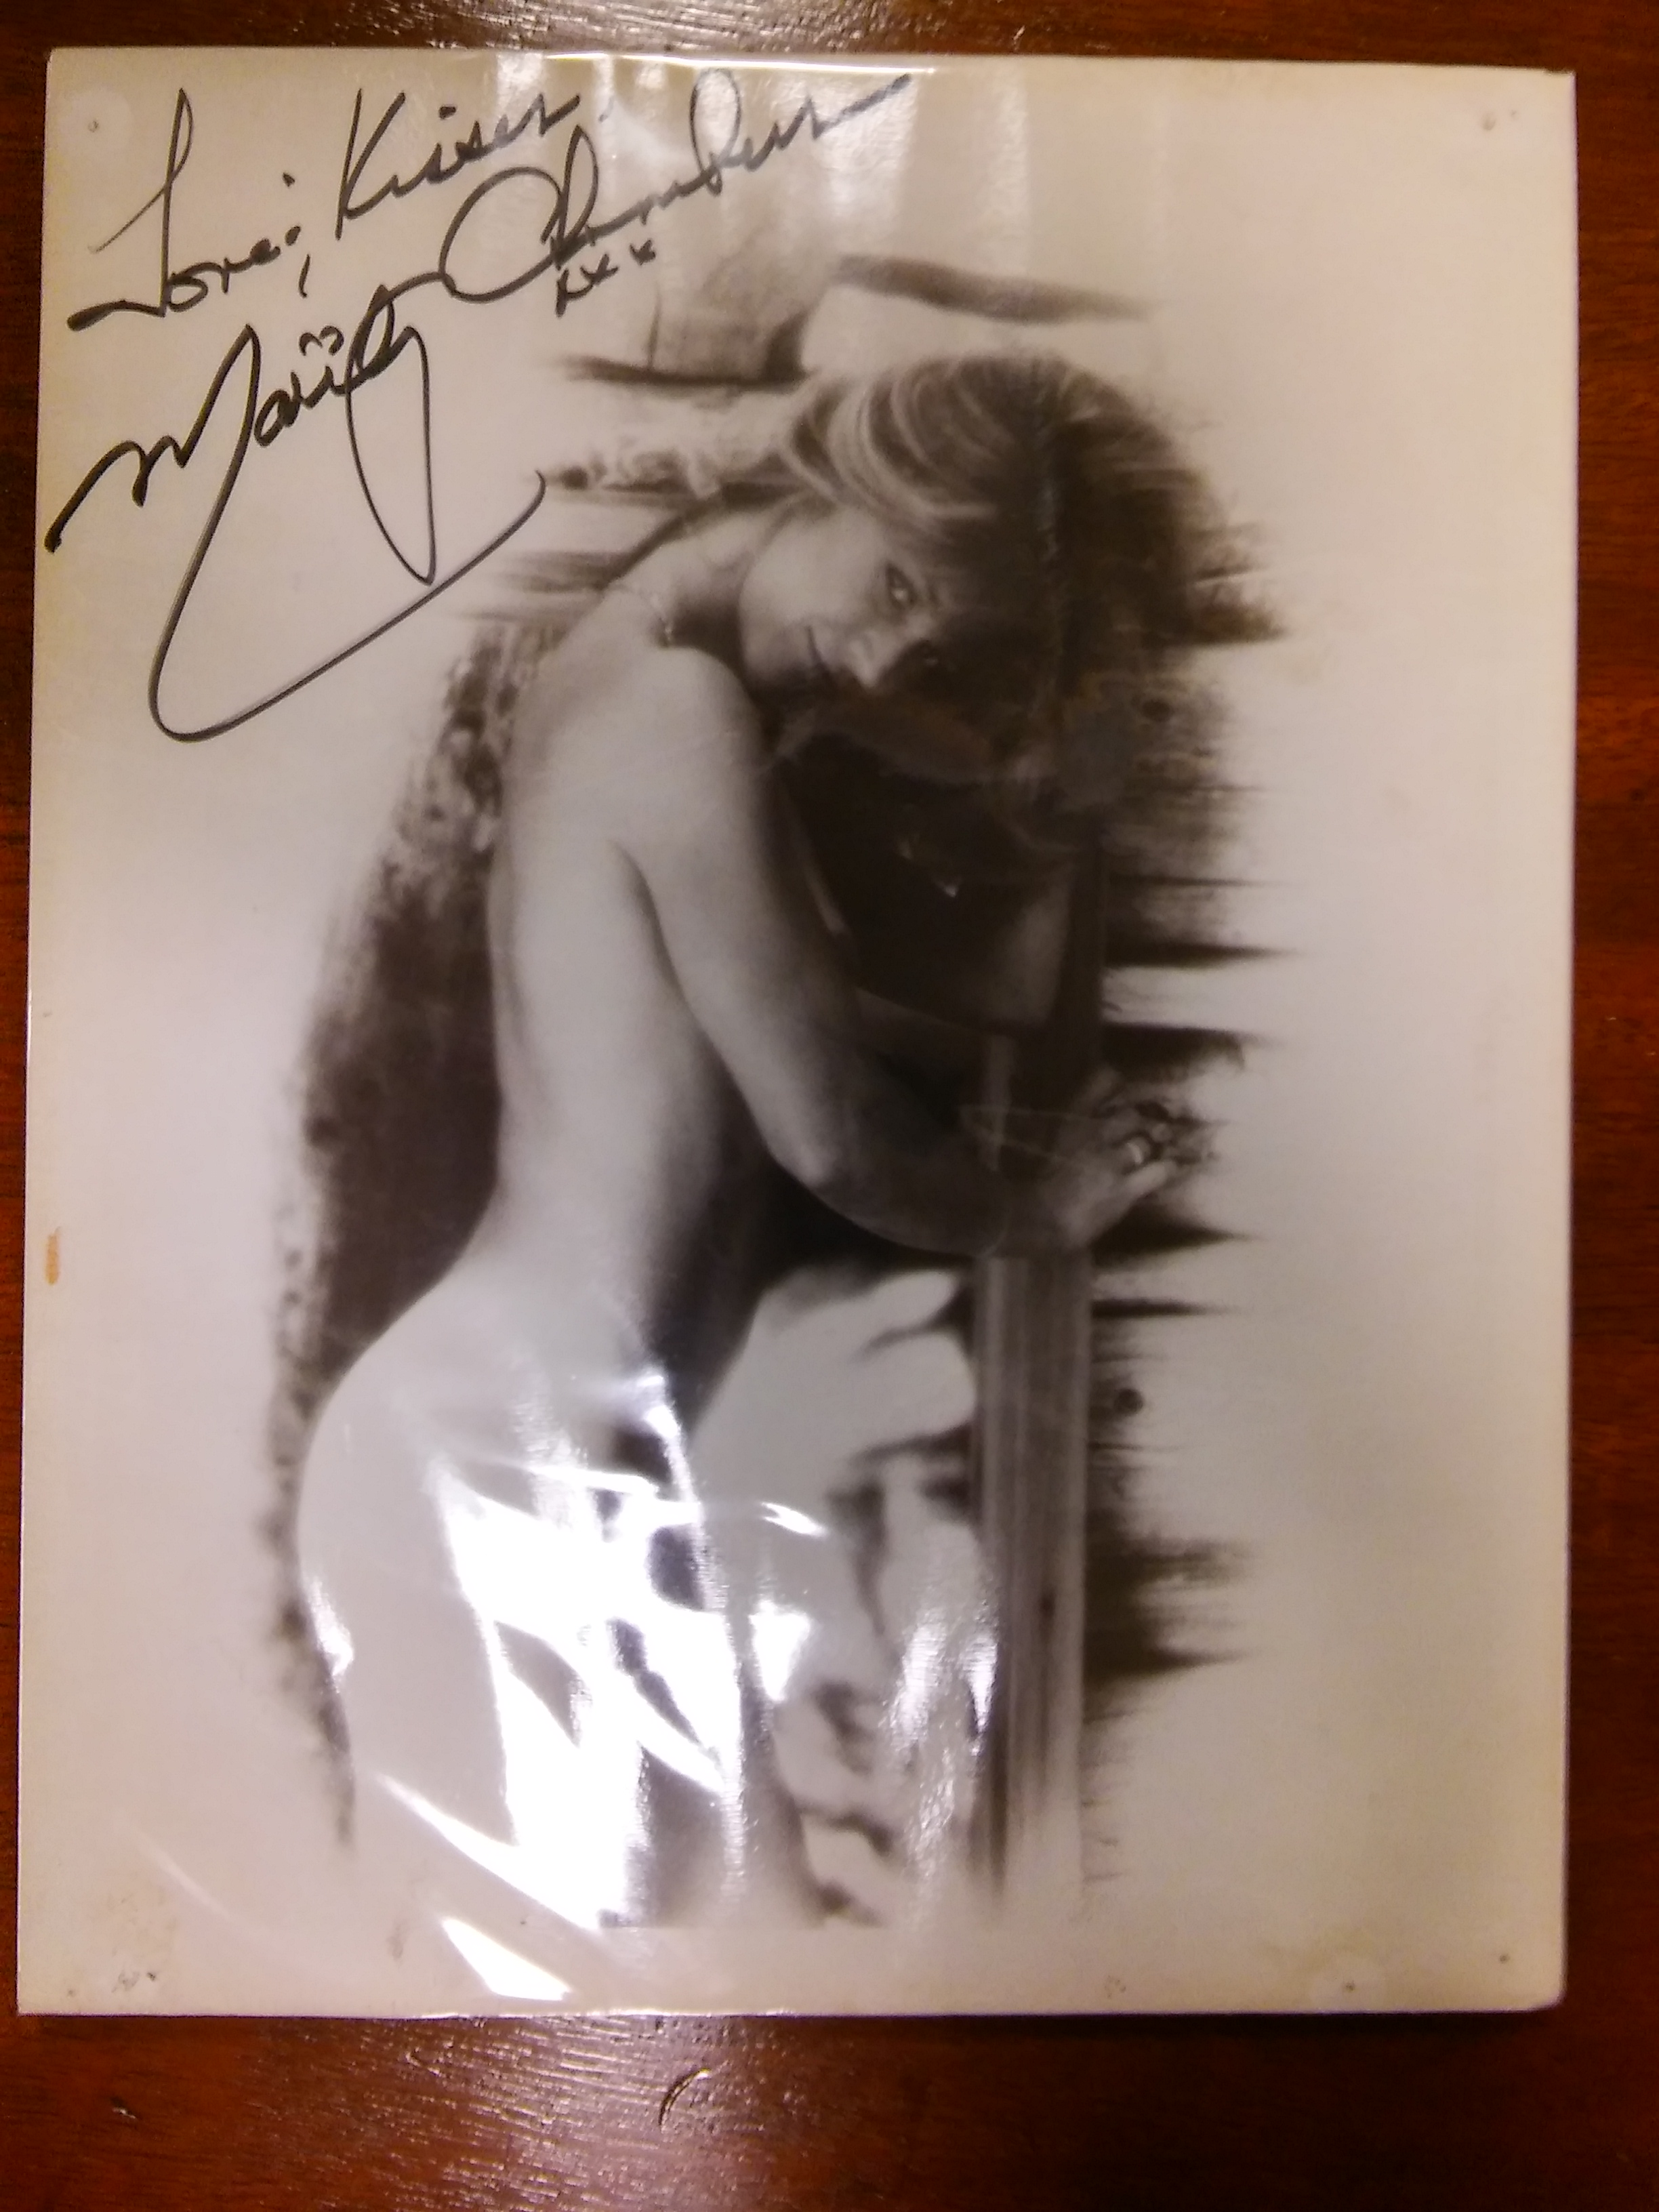 Love; Kisses
Marilyn Chambers
xxx